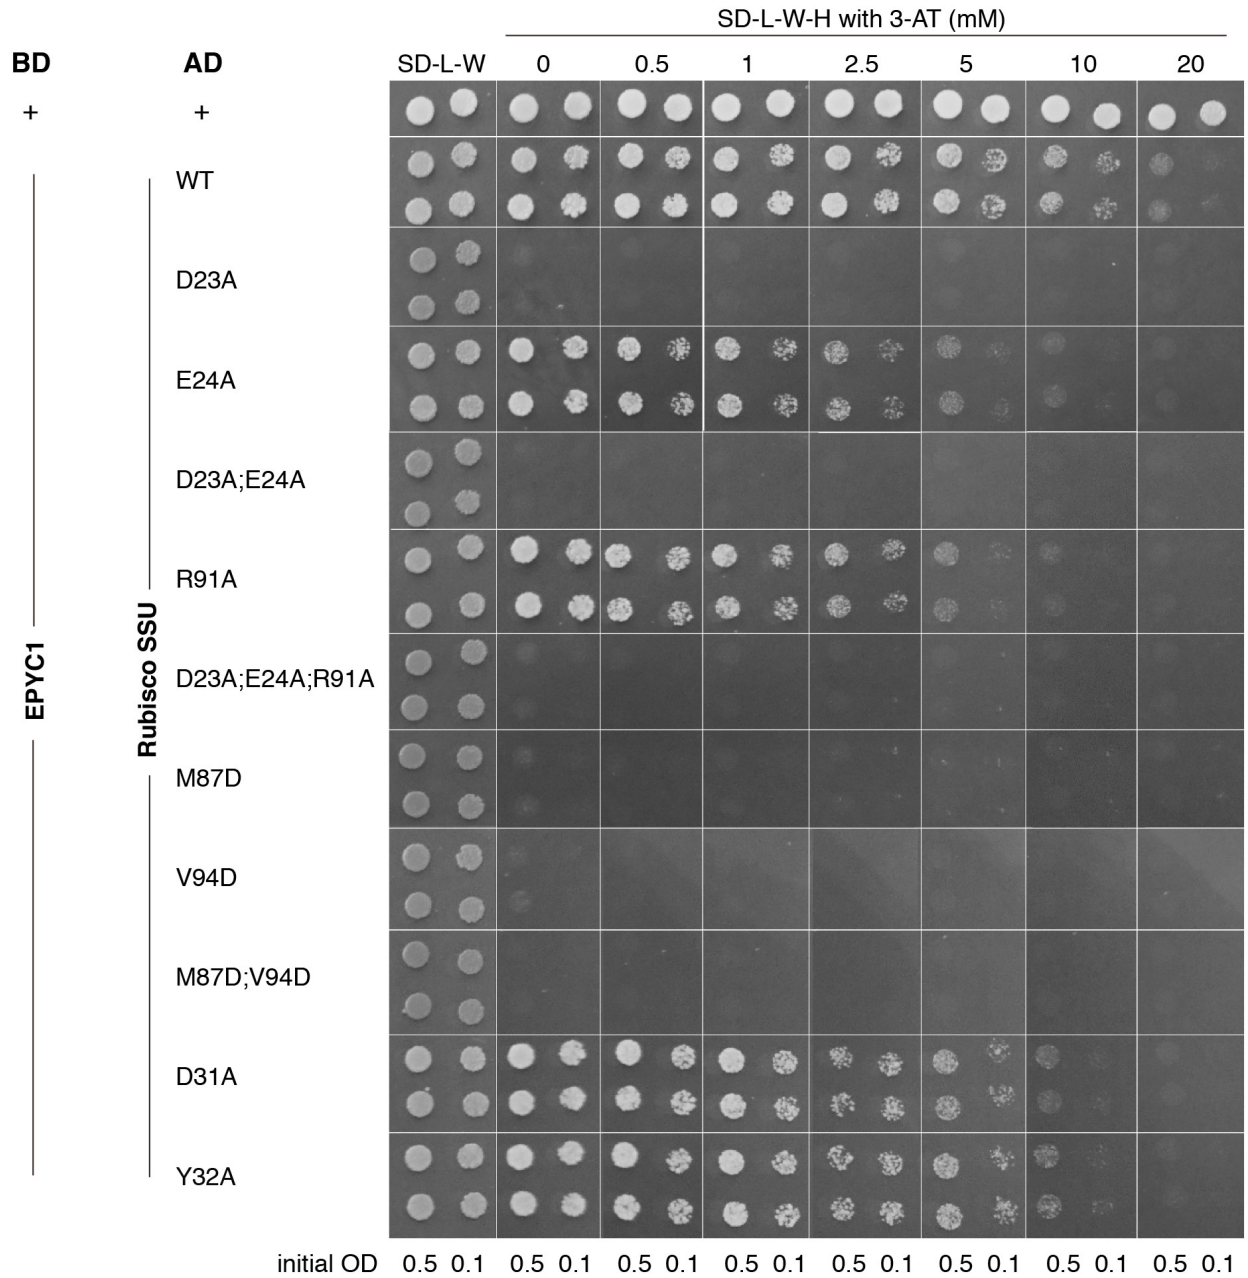 SD-L-W-H with 3-AT (mM)
BD AD SD-L-W 0 0.5 1 2.5 5 10 20
+ +
WT
D23A
E24A
D23A;E24A
R91A
D23A;E24A;R91A
M87D
V94D
M87D;V94D
D31A
Y32A
EPYC1
Rubisco SSU
initial OD 0.5 0.1 0.5 0.1 0.5 0.1 0.5 0.1 0.5 0.1 0.5 0.1 0.5 0.1 0.5 0.1